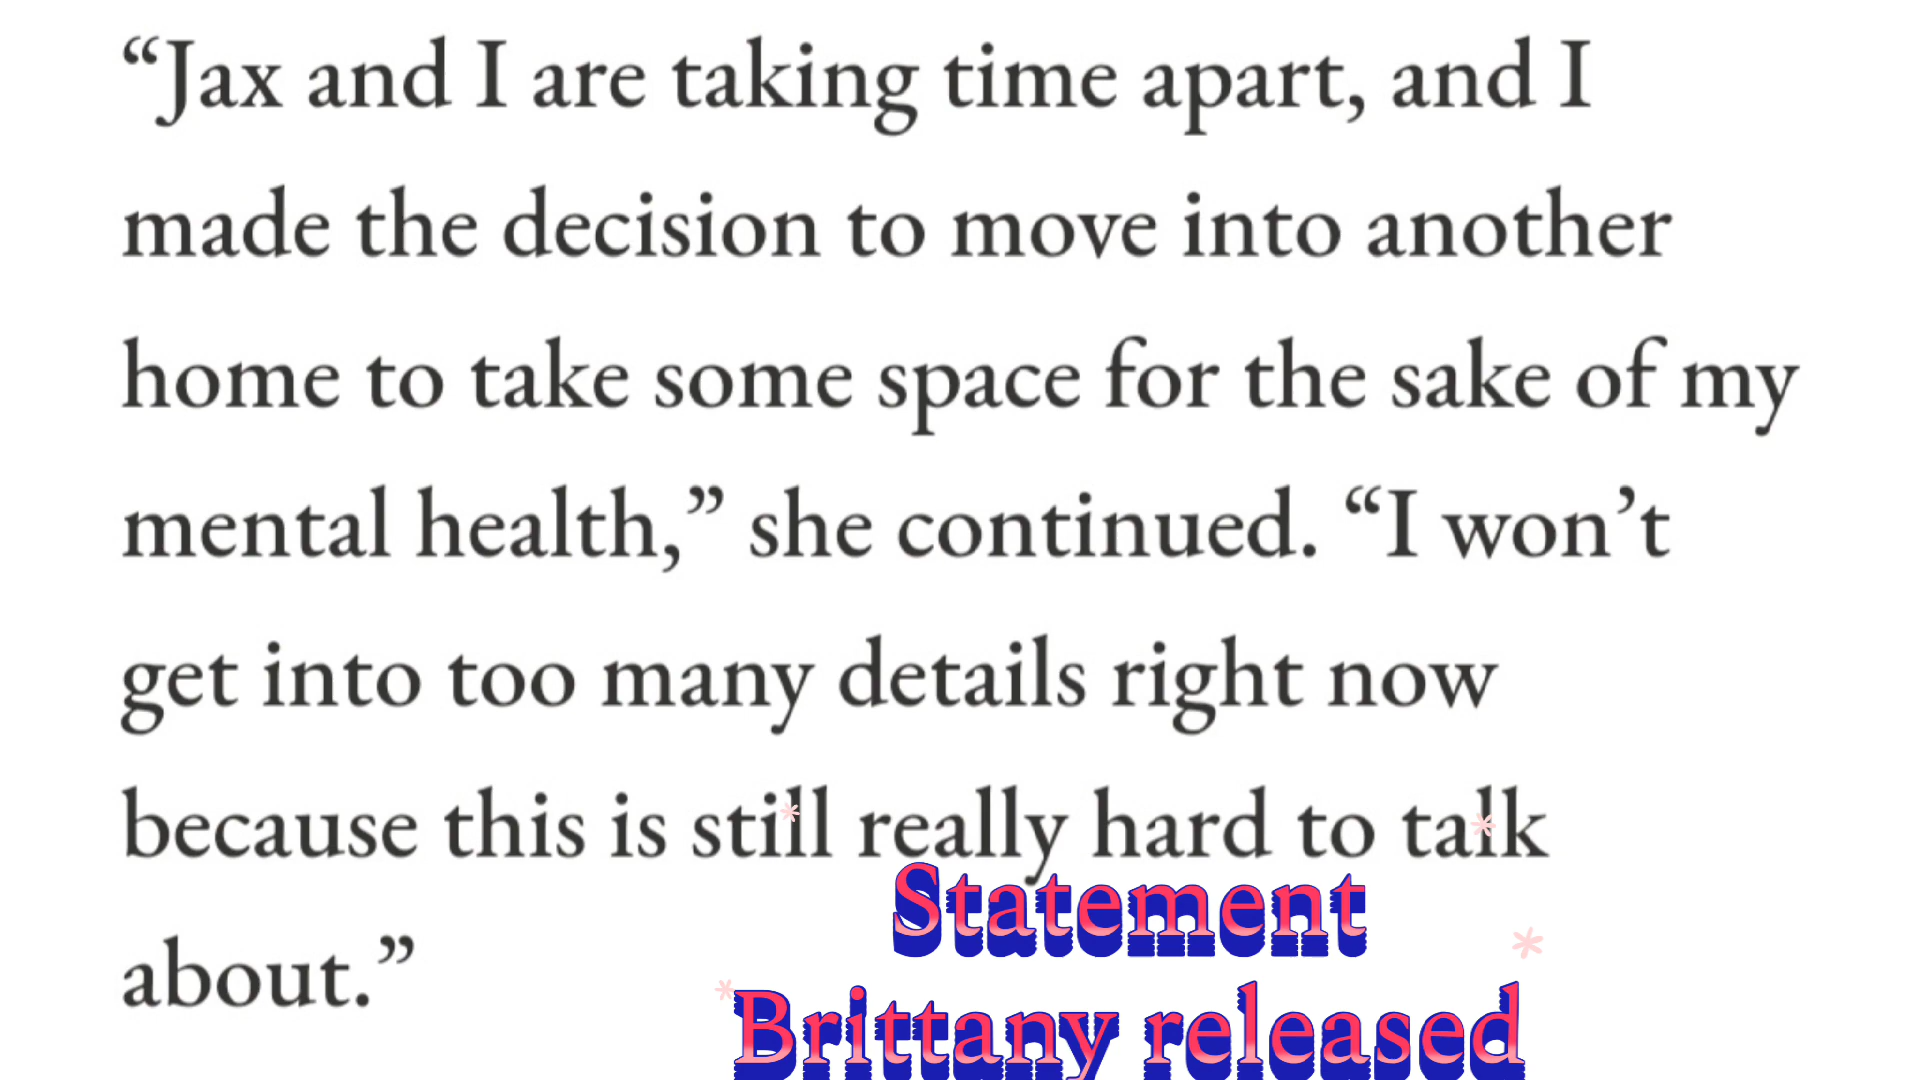 “Jax and I are taking time apart, and I
made the decision to move into another
home to take some space for the sake of my
mental health,” she continued. “I won’t
get into too many details right now
because this is still really hard to talk
about.”
Statement
Brittany released